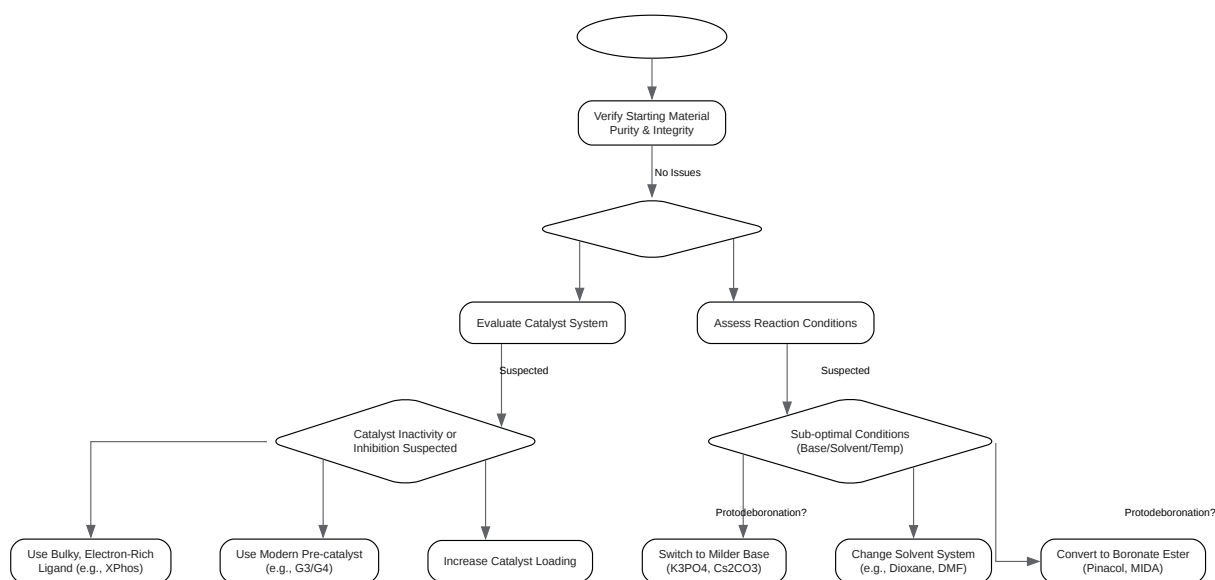 Verify Starting Material
Purity & Integrity
No Issues
Evaluate Catalyst System
Assess Reaction Conditions
Suspected
Suspected
Catalyst Inactivity or
Inhibition Suspected
Sub-optimal Conditions
(Base/Solvent/Temp)
Protodeboronation?
Protodeboronation?
Use Bulky, Electron-Rich
Ligand (e.g., XPhos)
Use Modern Pre-catalyst
(e.g., G3/G4)
Increase Catalyst Loading
Switch to Milder Base
(K3PO4, Cs2CO3)
Change Solvent System
(e.g., Dioxane, DMF)
Convert to Boronate Ester
(Pinacol, MIDA)